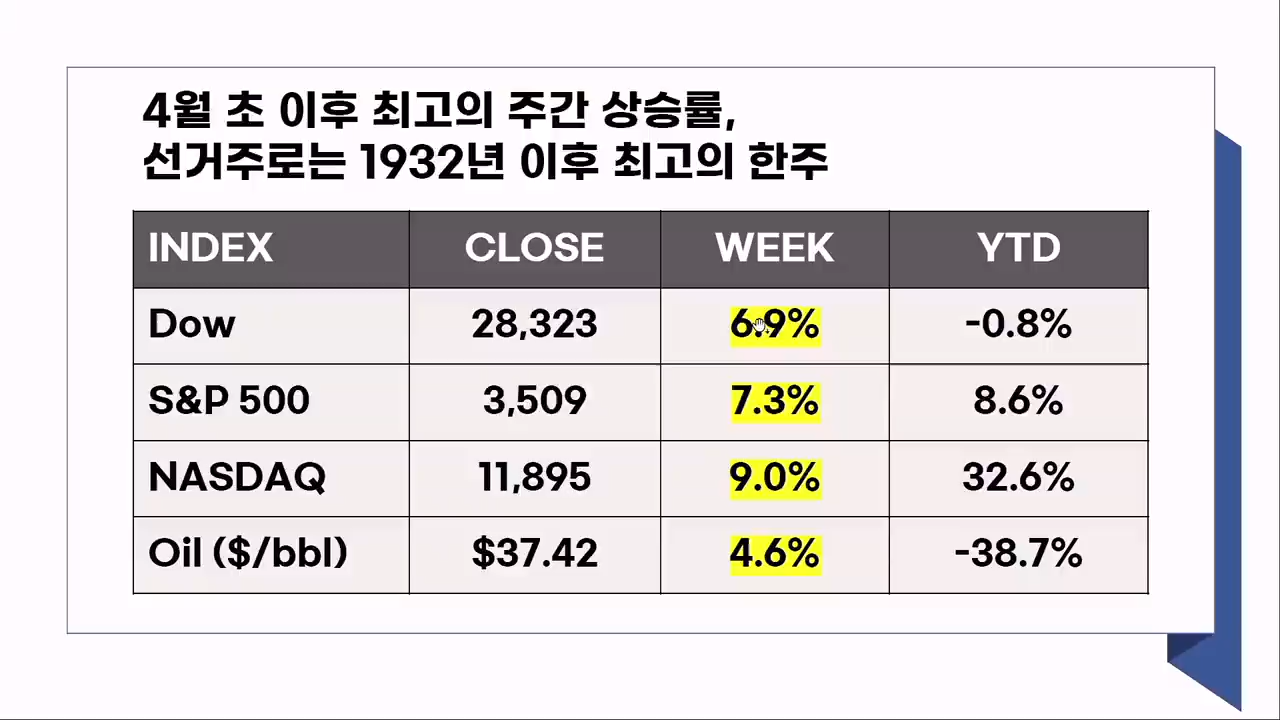 4월 초 이후 최고의 주간 상승률,
선거주로는 1932년 이후 최고의 한주
INDEX CLOSE WEEK YTD
Dow 28,323 6.9% -0.8%
S&P 500 3,509 7.3% 8.6%
NASDAQ 11,895 9.0% 32.6%
Oil ($/bbl) $37.42 4.6% -38.7%